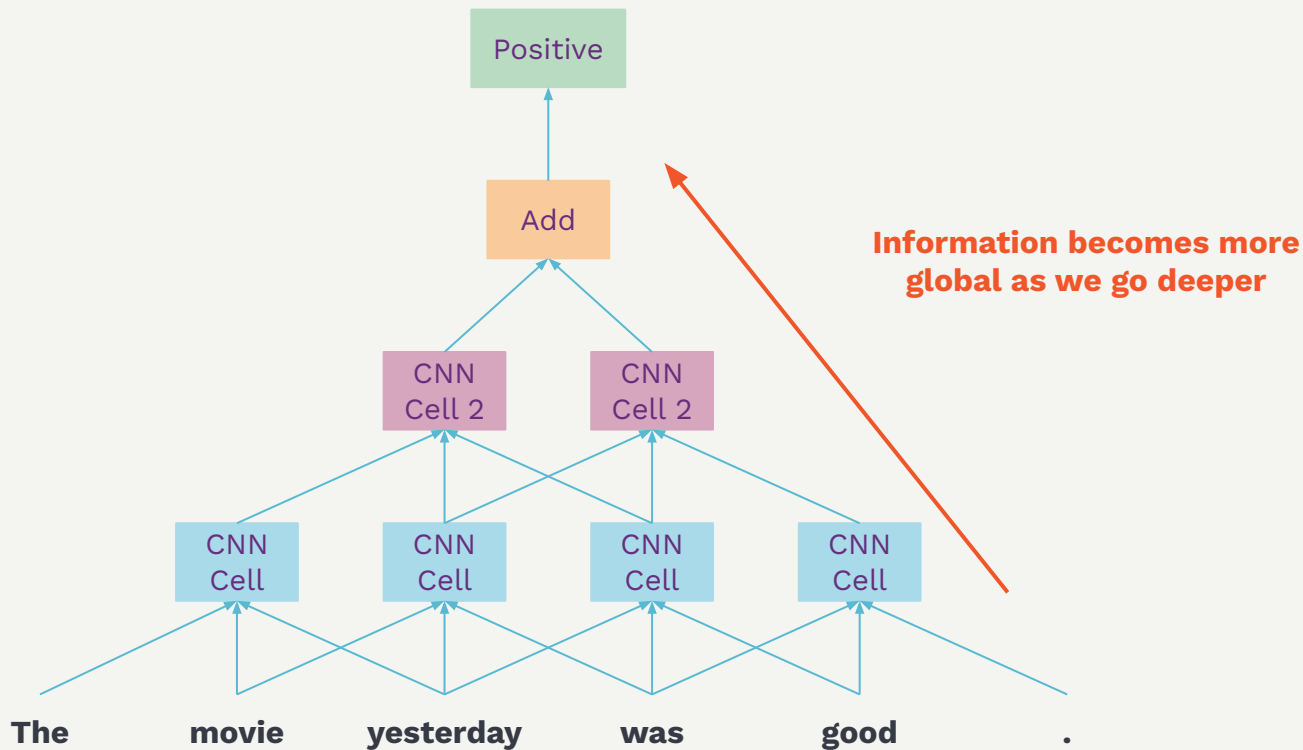 Positive
Add
Information becomes more
global as we go deeper
CNN
Cell 2
CNN
Cell 2
CNN
Cell
CNN
Cell
CNN
Cell
CNN
Cell
The movie yesterday was good .